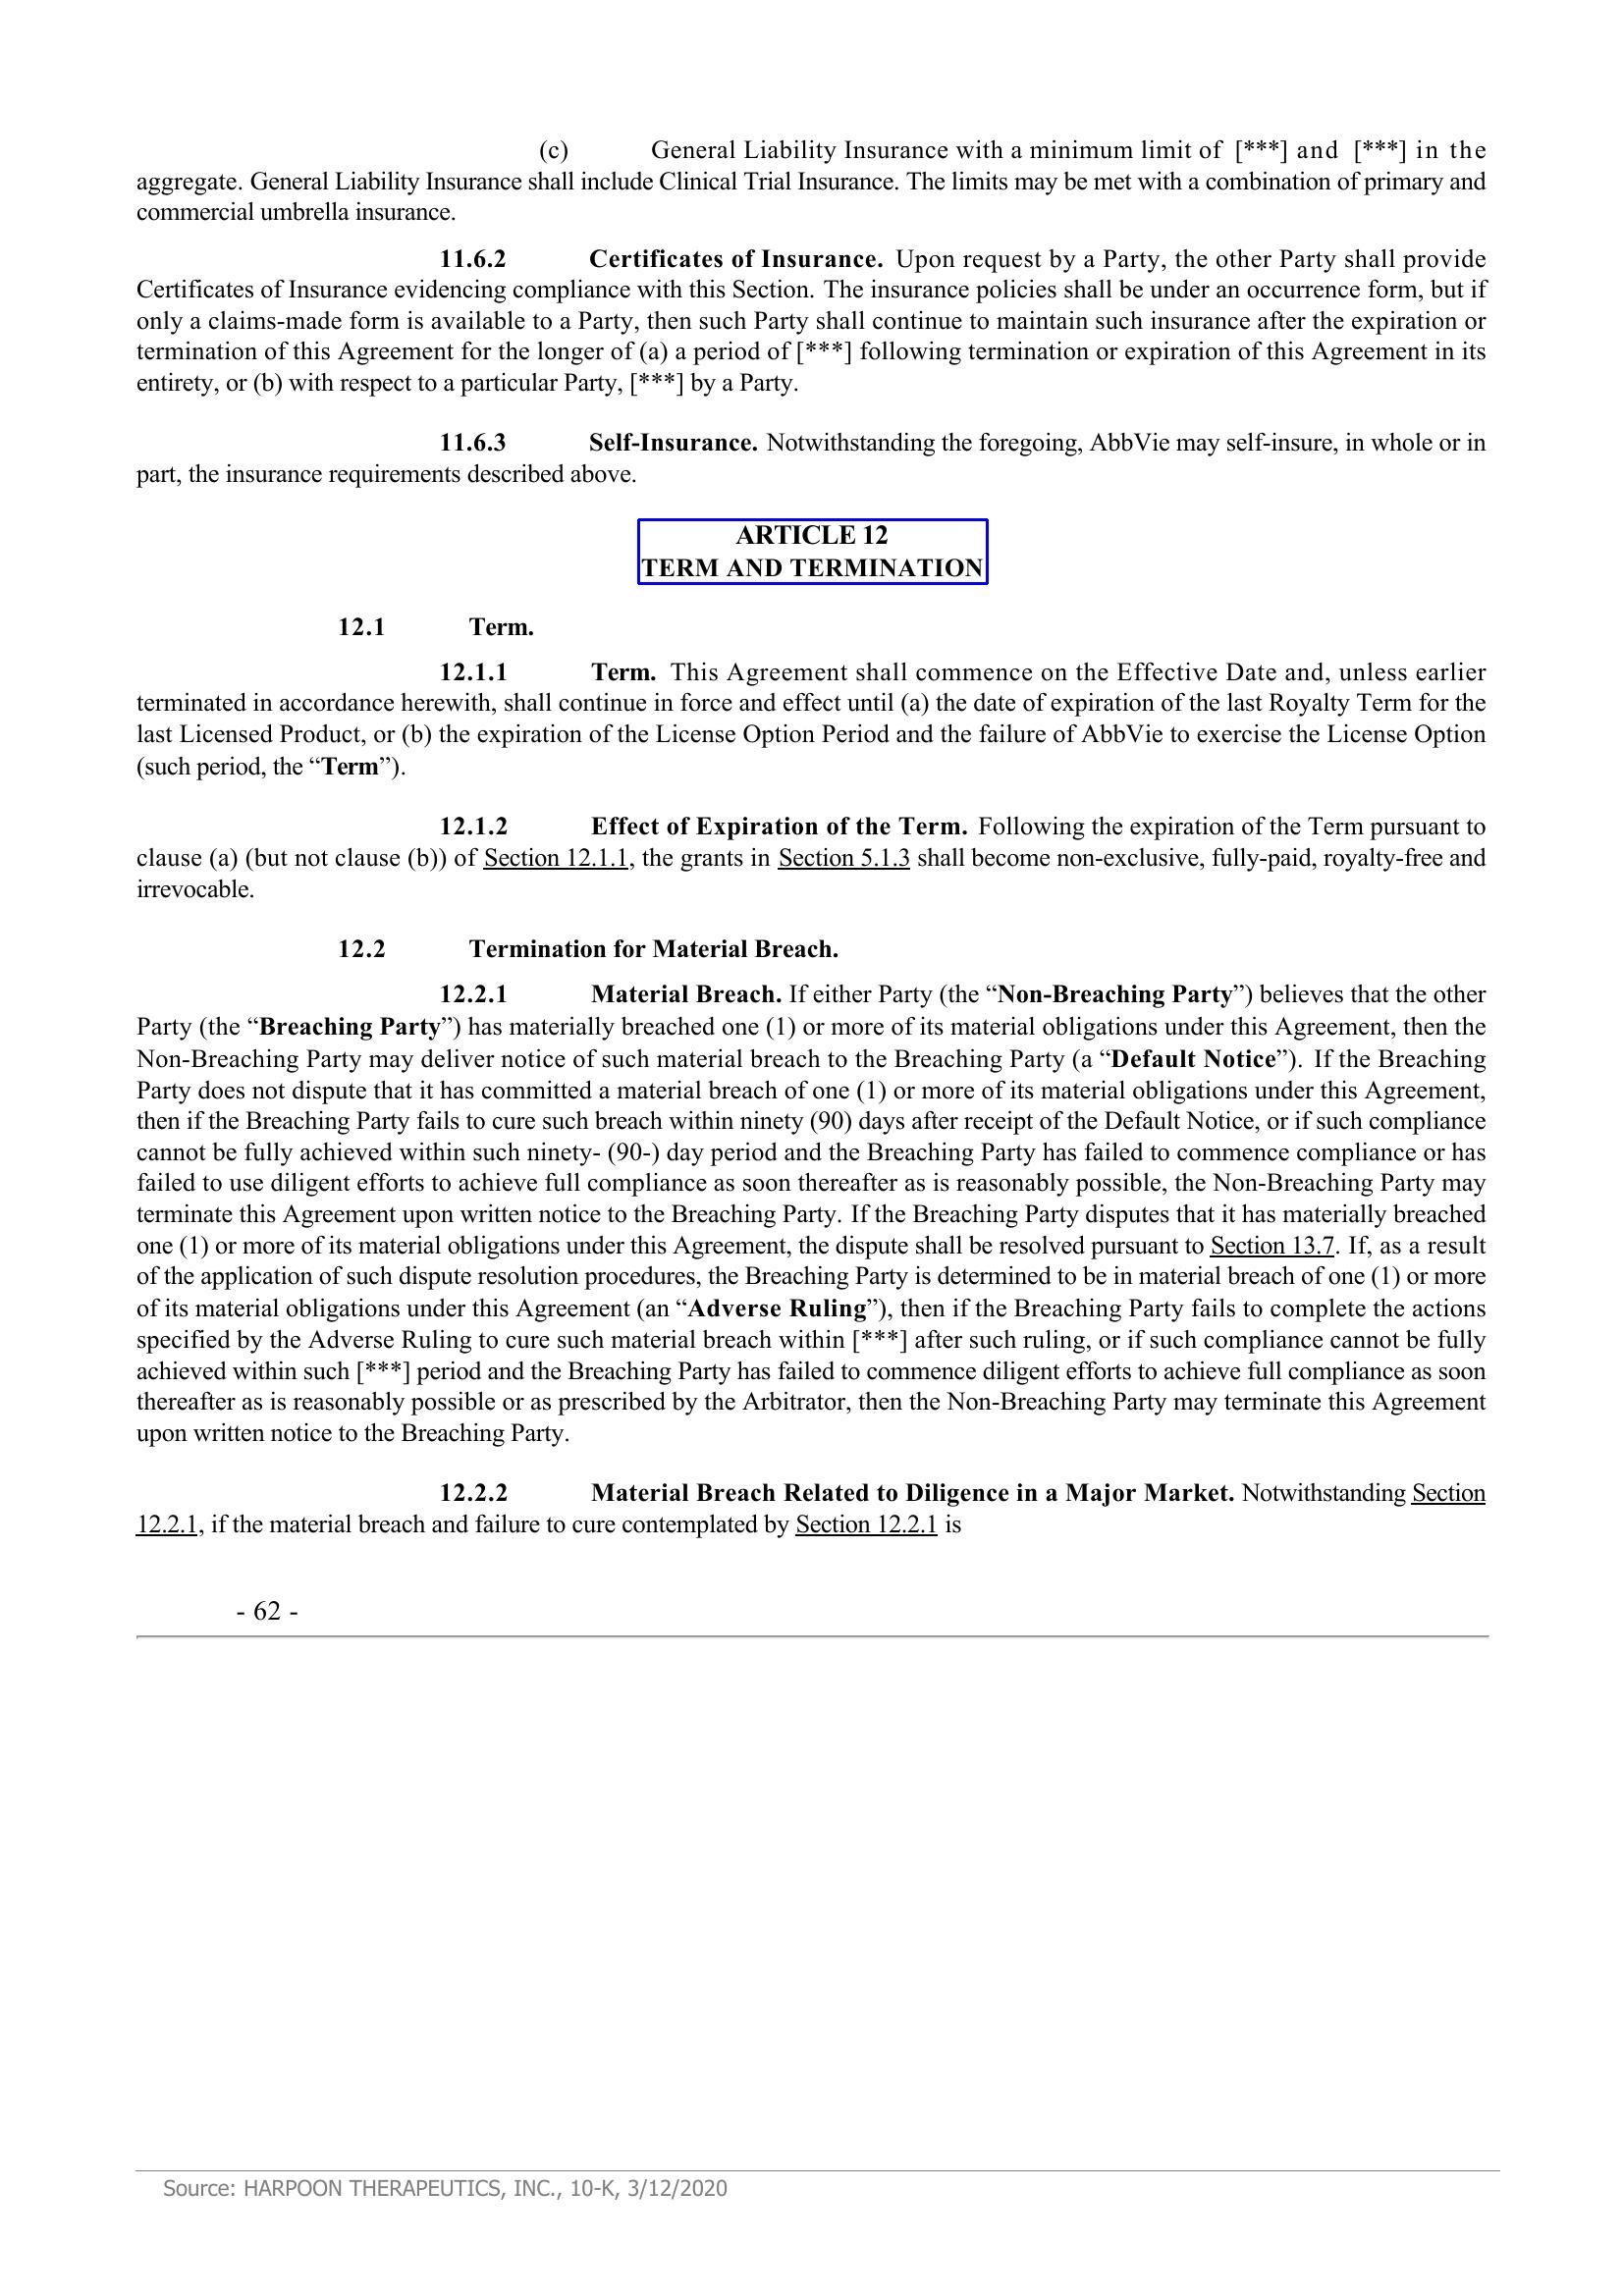 (c) General Liability Insurance with a minimum limit of [***] and [***] in the
aggregate. General Liability Insurance shall include Clinical Trial Insurance. The limits may be met with a combination of primary and
commercial umbrella insurance.
11.6.2 Certificates of Insurance. Upon request by a Party, the other Party shall provide
Certificates of Insurance evidencing compliance with this Section. The insurance policies shall be under an occurrence form, but if
only a claims-made form is available to a Party, then such Party shall continue to maintain such insurance after the expiration or
termination of this Agreement for the longer of (a) a period of [***] following termination or expiration of this Agreement in its
entirety, or (b) with respect to a particular Party, [***] by a Party.
11.6.3 Self-Insurance. Notwithstanding the foregoing, AbbVie may self-insure, in whole or in
part, the insurance requirements described above.
ARTICLE 12
TERM AND TERMINATION
12.1 Term.
12.1.1 Term. This Agreement shall commence on the Effective Date and, unless earlier
terminated in accordance herewith, shall continue in force and effect until (a) the date of expiration of the last Royalty Term for the
last Licensed Product, or (b) the expiration of the License Option Period and the failure of AbbVie to exercise the License Option
(such period, the “Term”).
12.1.2 Effect of Expiration of the Term. Following the expiration of the Term pursuant to
clause (a) (but not clause (b)) of Section 12.1.1, the grants in Section 5.1.3 shall become non-exclusive, fully-paid, royalty-free and
irrevocable.
12.2 Termination for Material Breach.
12.2.1 Material Breach. If either Party (the “Non-Breaching Party”) believes that the other
Party (the “Breaching Party”) has materially breached one (1) or more of its material obligations under this Agreement, then the
Non-Breaching Party may deliver notice of such material breach to the Breaching Party (a “Default Notice”). If the Breaching
Party does not dispute that it has committed a material breach of one (1) or more of its material obligations under this Agreement,
then if the Breaching Party fails to cure such breach within ninety (90) days after receipt of the Default Notice, or if such compliance
cannot be fully achieved within such ninety- (90-) day period and the Breaching Party has failed to commence compliance or has
failed to use diligent efforts to achieve full compliance as soon thereafter as is reasonably possible, the Non-Breaching Party may
terminate this Agreement upon written notice to the Breaching Party. If the Breaching Party disputes that it has materially breached
one (1) or more of its material obligations under this Agreement, the dispute shall be resolved pursuant to Section 13.7. If, as a result
of the application of such dispute resolution procedures, the Breaching Party is determined to be in material breach of one (1) or more
of its material obligations under this Agreement (an “Adverse Ruling”), then if the Breaching Party fails to complete the actions
specified by the Adverse Ruling to cure such material breach within [***] after such ruling, or if such compliance cannot be fully
achieved within such [***] period and the Breaching Party has failed to commence diligent efforts to achieve full compliance as soon
thereafter as is reasonably possible or as prescribed by the Arbitrator, then the Non-Breaching Party may terminate this Agreement
upon written notice to the Breaching Party.
12.2.2 Material Breach Related to Diligence in a Major Market. Notwithstanding Section
12.2.1, if the material breach and failure to cure contemplated by Section 12.2.1 is
- 62 -
Source: HARPOON THERAPEUTICS, INC., 10-K, 3/12/2020